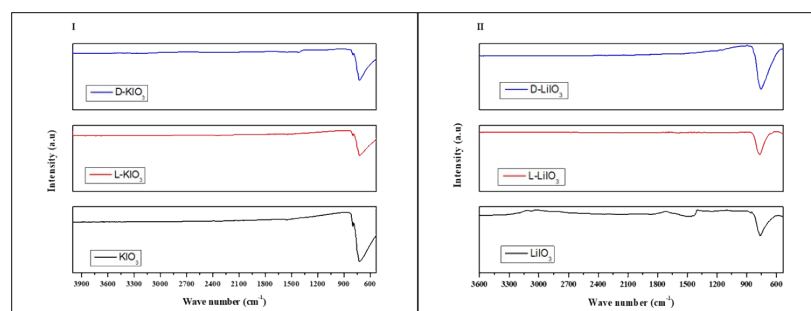 I
D-KIO3
L-KIO3
KIO3
Intensity (a.u)
3900 3600 3300 3000 2700 2400 2100 1800 1500 1200 900 600
Wave number (cm-1)
II
D-LiIO3
L-LiIO3
LiIO3
Intensity (a.u)
3600 3300 3000 2700 2400 2100 1800 1500 1200 900 600
Wave number (cm-1)